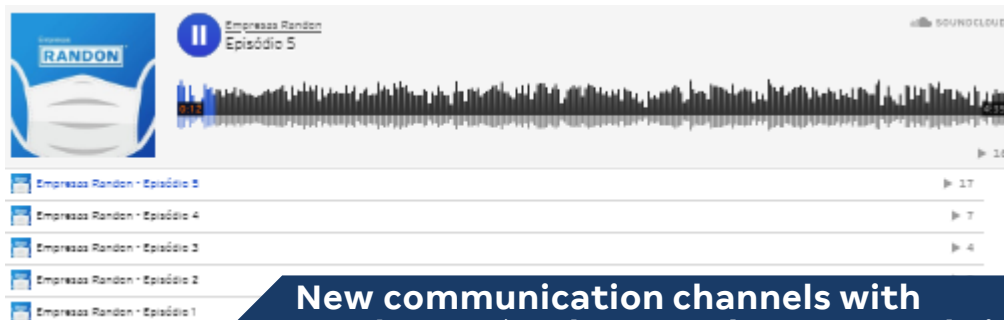 Empresas
RANDON
Empresas Randon
Episódio 5
SOUNDCLOUD
0:12
16
Empresas Randon - Episódio 5
17
Empresas Randon - Episódio 4
7
Empresas Randon - Episódio 3
4
Empresas Randon - Episódio 2
Empresas Randon - Episódio 1
New communication channels with